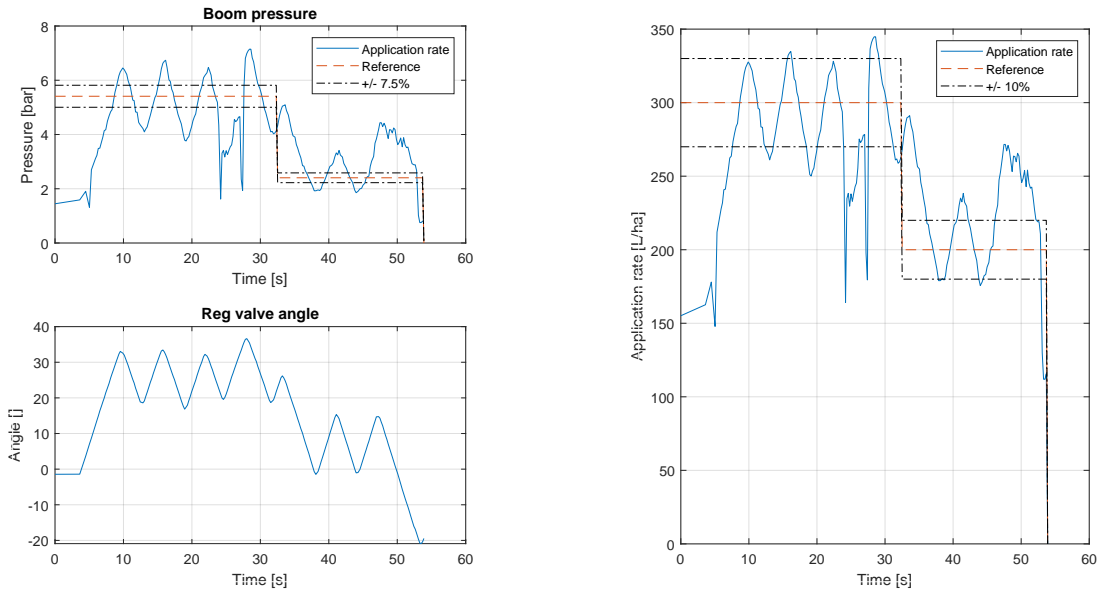 Boom pressure
8
6
4
2
0
Pressure [bar]
Application rate
Reference
+/- 7.5%
0 10 20 30 40 50 60
Time [s]
Reg valve angle
40
30
20
10
0
-10
-20
Angle []
0 10 20 30 40 50 60
Time [s]
350
300
250
200
150
100
50
0
Application rate [L/ha]
Application rate
Reference
+/- 10%
0 10 20 30 40 50 60
Time [s]